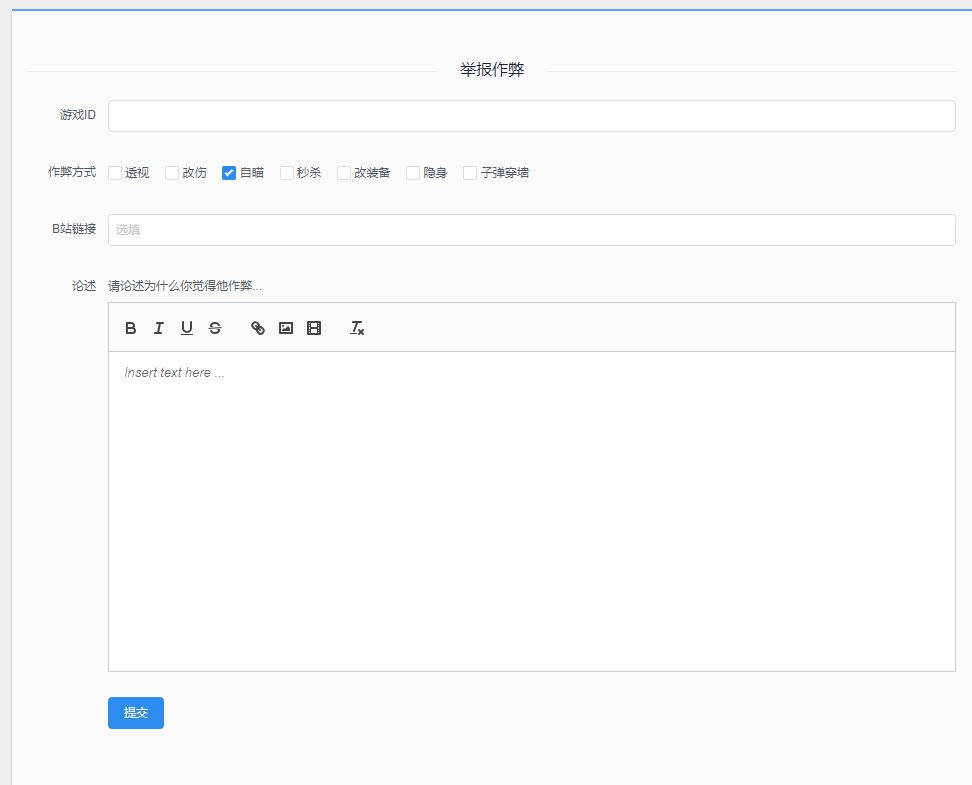 举报作弊
游戏ID
作弊方式 透视 改伤 自瞄 秒杀 改装备 隐身 子弹穿墙
B站链接 选填
论述 请论述为什么你觉得他作弊...
B I U S Tx
Insert text here ...
提交